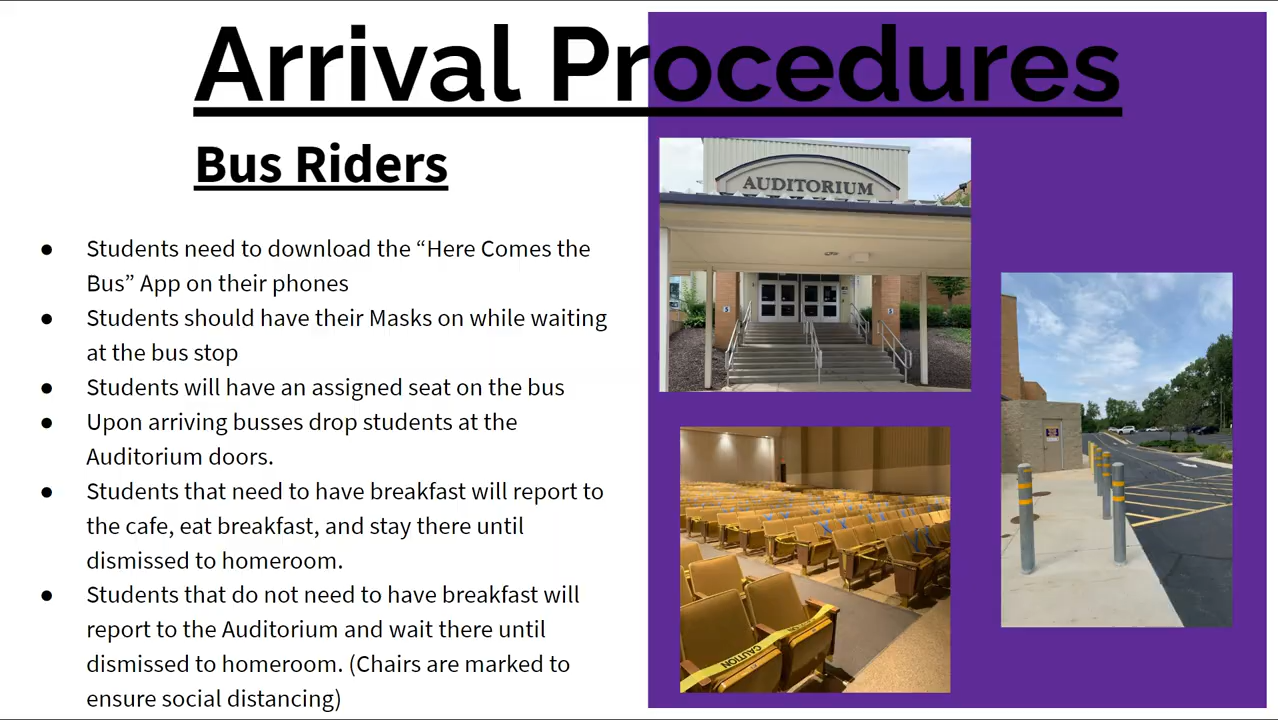 Arrival Procedures
Bus Riders
● Students need to download the “Here Comes the
Bus” App on their phones
● Students should have their Masks on while waiting
at the bus stop
● Students will have an assigned seat on the bus
● Upon arriving busses drop students at the
Auditorium doors.
● Students that need to have breakfast will report to
the cafe, eat breakfast, and stay there until
dismissed to homeroom.
● Students that do not need to have breakfast will
report to the Auditorium and wait there until
dismissed to homeroom. (Chairs are marked to
ensure social distancing)
AUDITORIUM
CAUTION